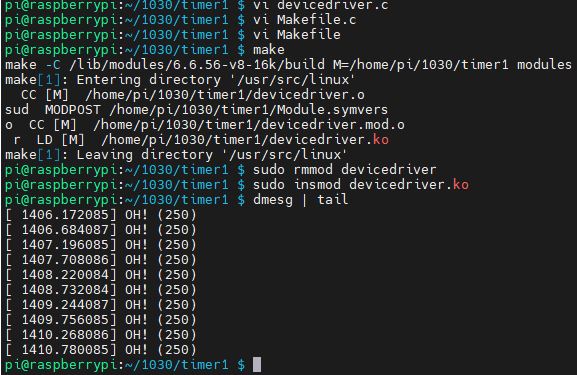 pi@raspberrypi:~/1030/timer1 $ vi devicedriver.c
pi@raspberrypi:~/1030/timer1 $ vi Makefile.c
pi@raspberrypi:~/1030/timer1 $ vi Makefile
pi@raspberrypi:~/1030/timer1 $ make
make -C /lib/modules/6.6.56-v8-16k/build M=/home/pi/1030/timer1 modules
make[1]: Entering directory '/usr/src/linux'
  CC [M]  /home/pi/1030/timer1/devicedriver.o
sud  MODPOST /home/pi/1030/timer1/Module.symvers
o  CC [M]  /home/pi/1030/timer1/devicedriver.mod.o
 r  LD [M]  /home/pi/1030/timer1/devicedriver.ko
make[1]: Leaving directory '/usr/src/linux'
pi@raspberrypi:~/1030/timer1 $ sudo rmmod devicedriver
pi@raspberrypi:~/1030/timer1 $ sudo insmod devicedriver.ko
pi@raspberrypi:~/1030/timer1 $ dmesg | tail
[ 1406.172085] OH! (250)
[ 1406.684087] OH! (250)
[ 1407.196085] OH! (250)
[ 1407.708086] OH! (250)
[ 1408.220084] OH! (250)
[ 1408.732084] OH! (250)
[ 1409.244087] OH! (250)
[ 1409.756085] OH! (250)
[ 1410.268086] OH! (250)
[ 1410.780085] OH! (250)
pi@raspberrypi:~/1030/timer1 $